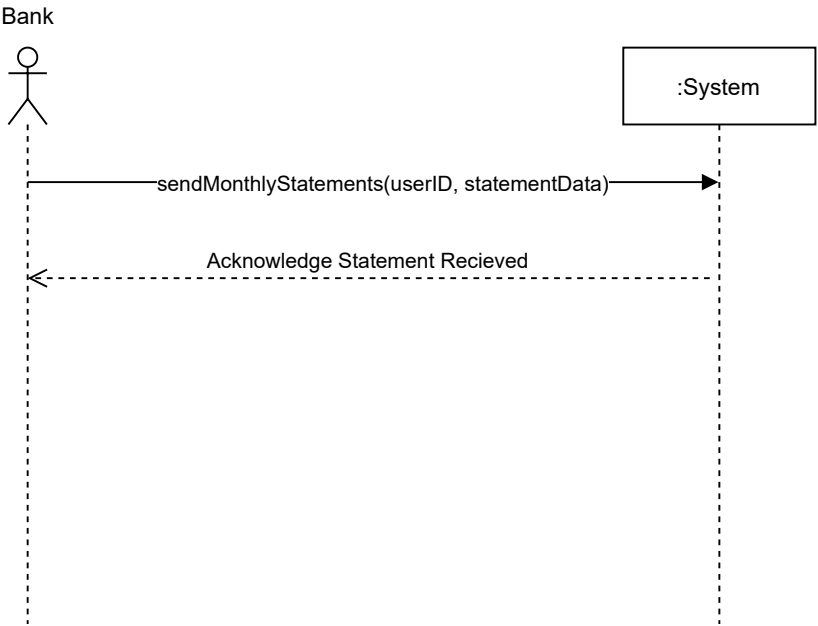 Bank
:System
sendMonthlyStatements(userID, statementData)
Acknowledge Statement Recieved